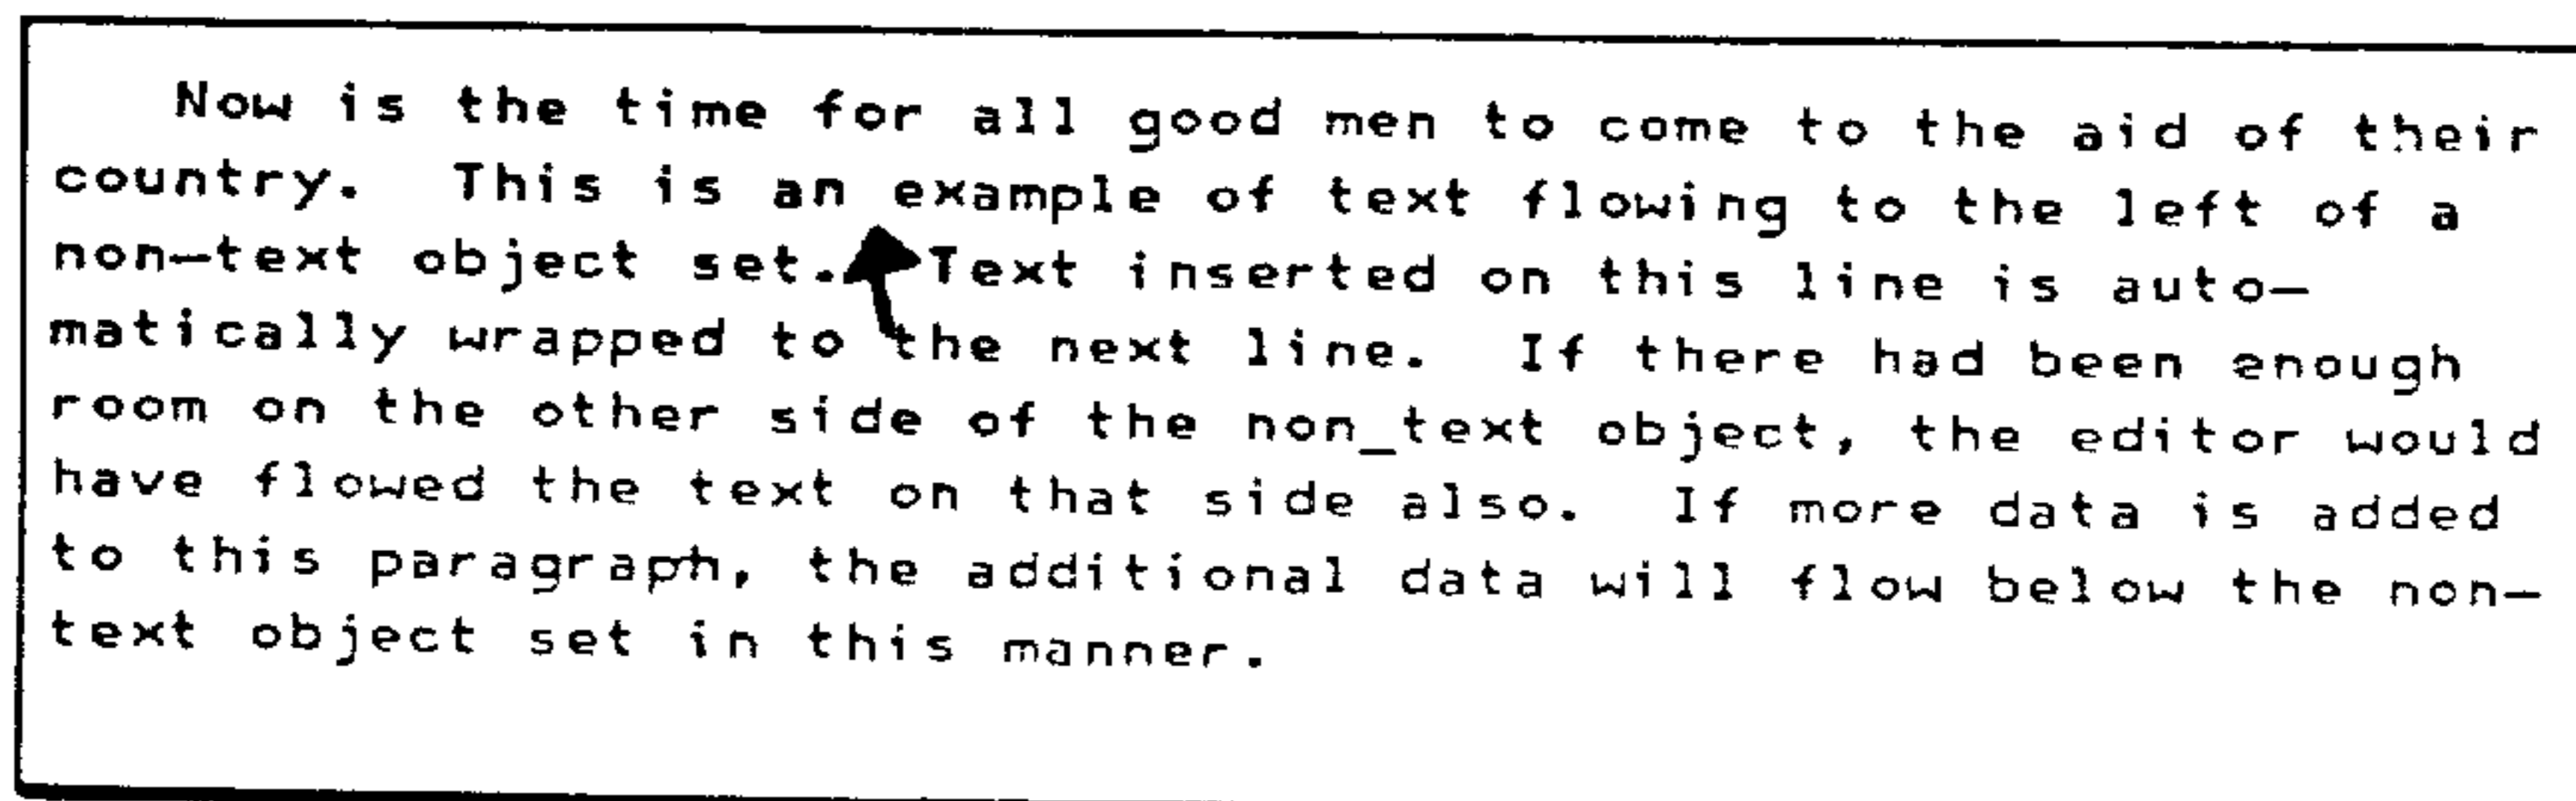 Now is the time for all good men to come to the aid of their
country.  This is an example of text flowing to the left of a
non-text object set.  Text inserted on this line is auto-
matically wrapped to the next line.  If there had been enough
room on the other side of the non_text object, the editor would
have flowed the text on that side also.  If more data is added
to this paragraph, the additional data will flow below the non-
text object set in this manner.